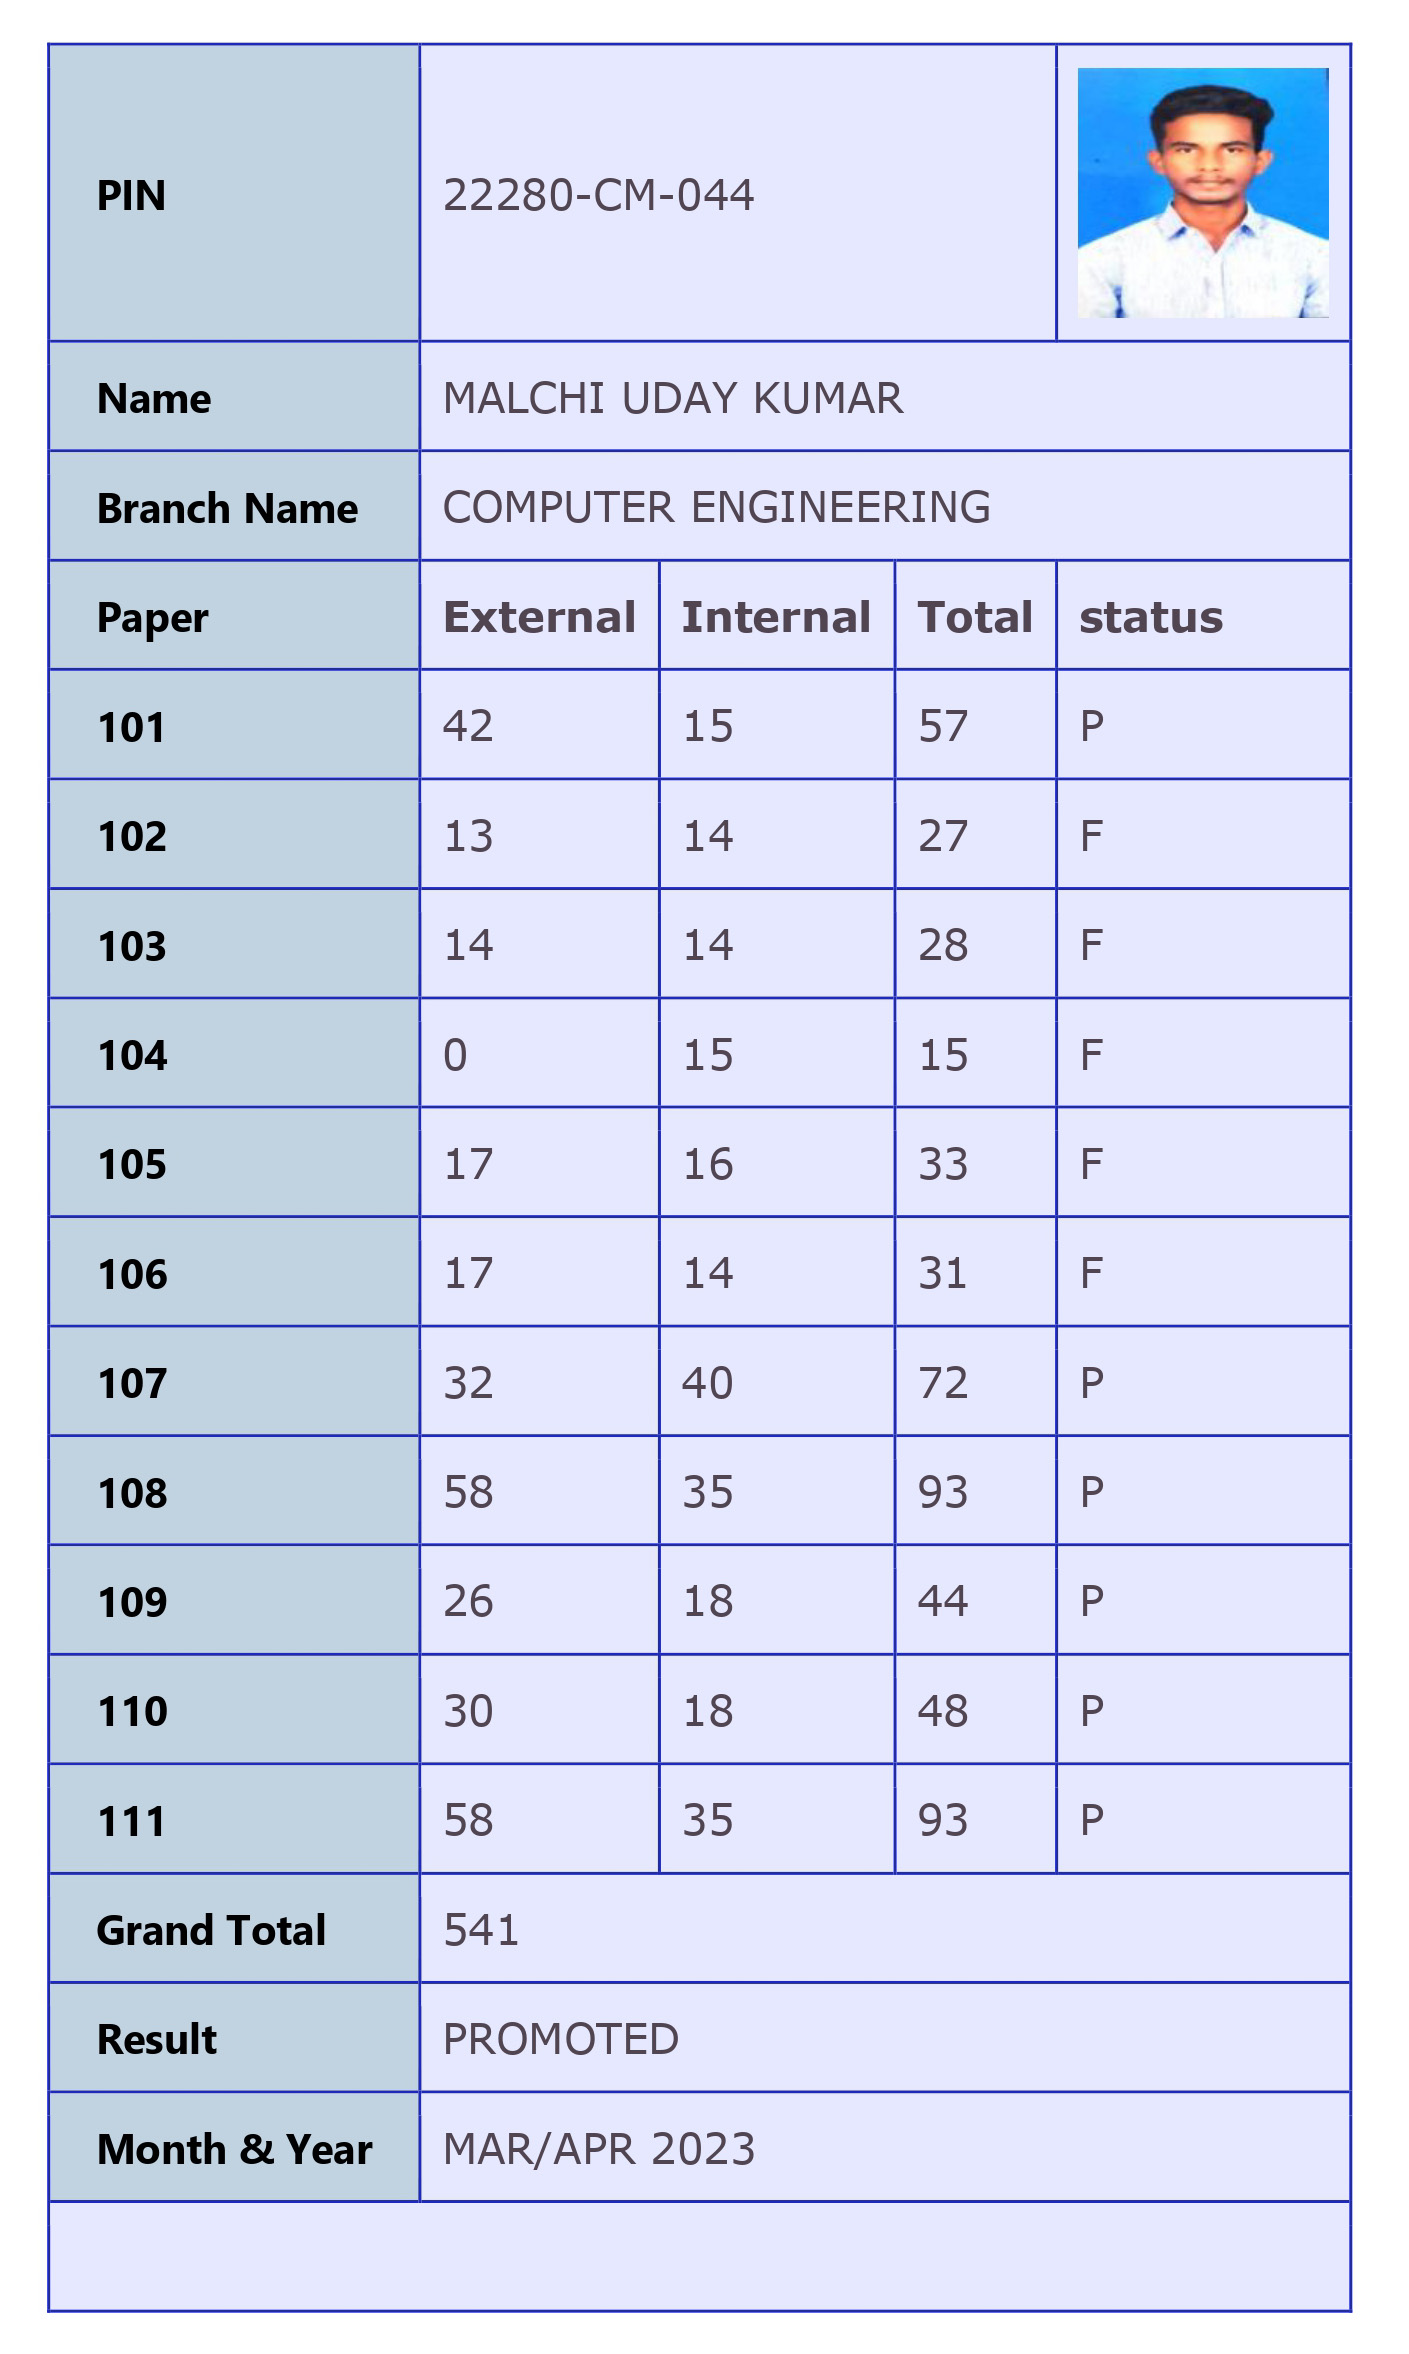 PIN 22280-CM-044
Name MALCHI UDAY KUMAR
Branch Name COMPUTER ENGINEERING
Paper External Internal Total status
101 42 15 57 P
102 13 14 27 F
103 14 14 28 F
104 0 15 15 F
105 17 16 33 F
106 17 14 31 F
107 32 40 72 P
108 58 35 93 P
109 26 18 44 P
110 30 18 48 P
111 58 35 93 P
Grand Total 541
Result PROMOTED
Month & Year MAR/APR 2023